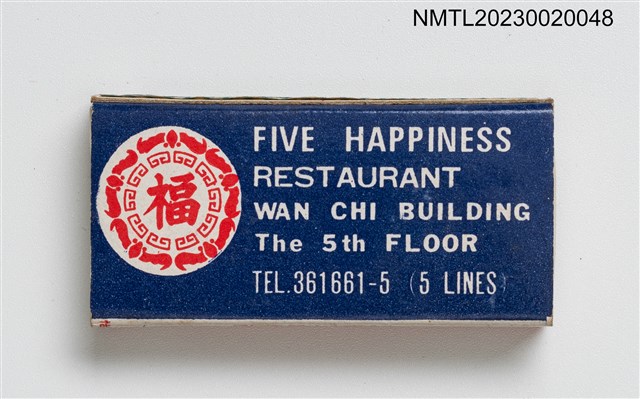 NMTL20230020048
福
FIVE HAPPINESS
RESTAURANT
WAN CHI BUILDING
The 5th FLOOR
TEL.361661-5 (5 LINES)